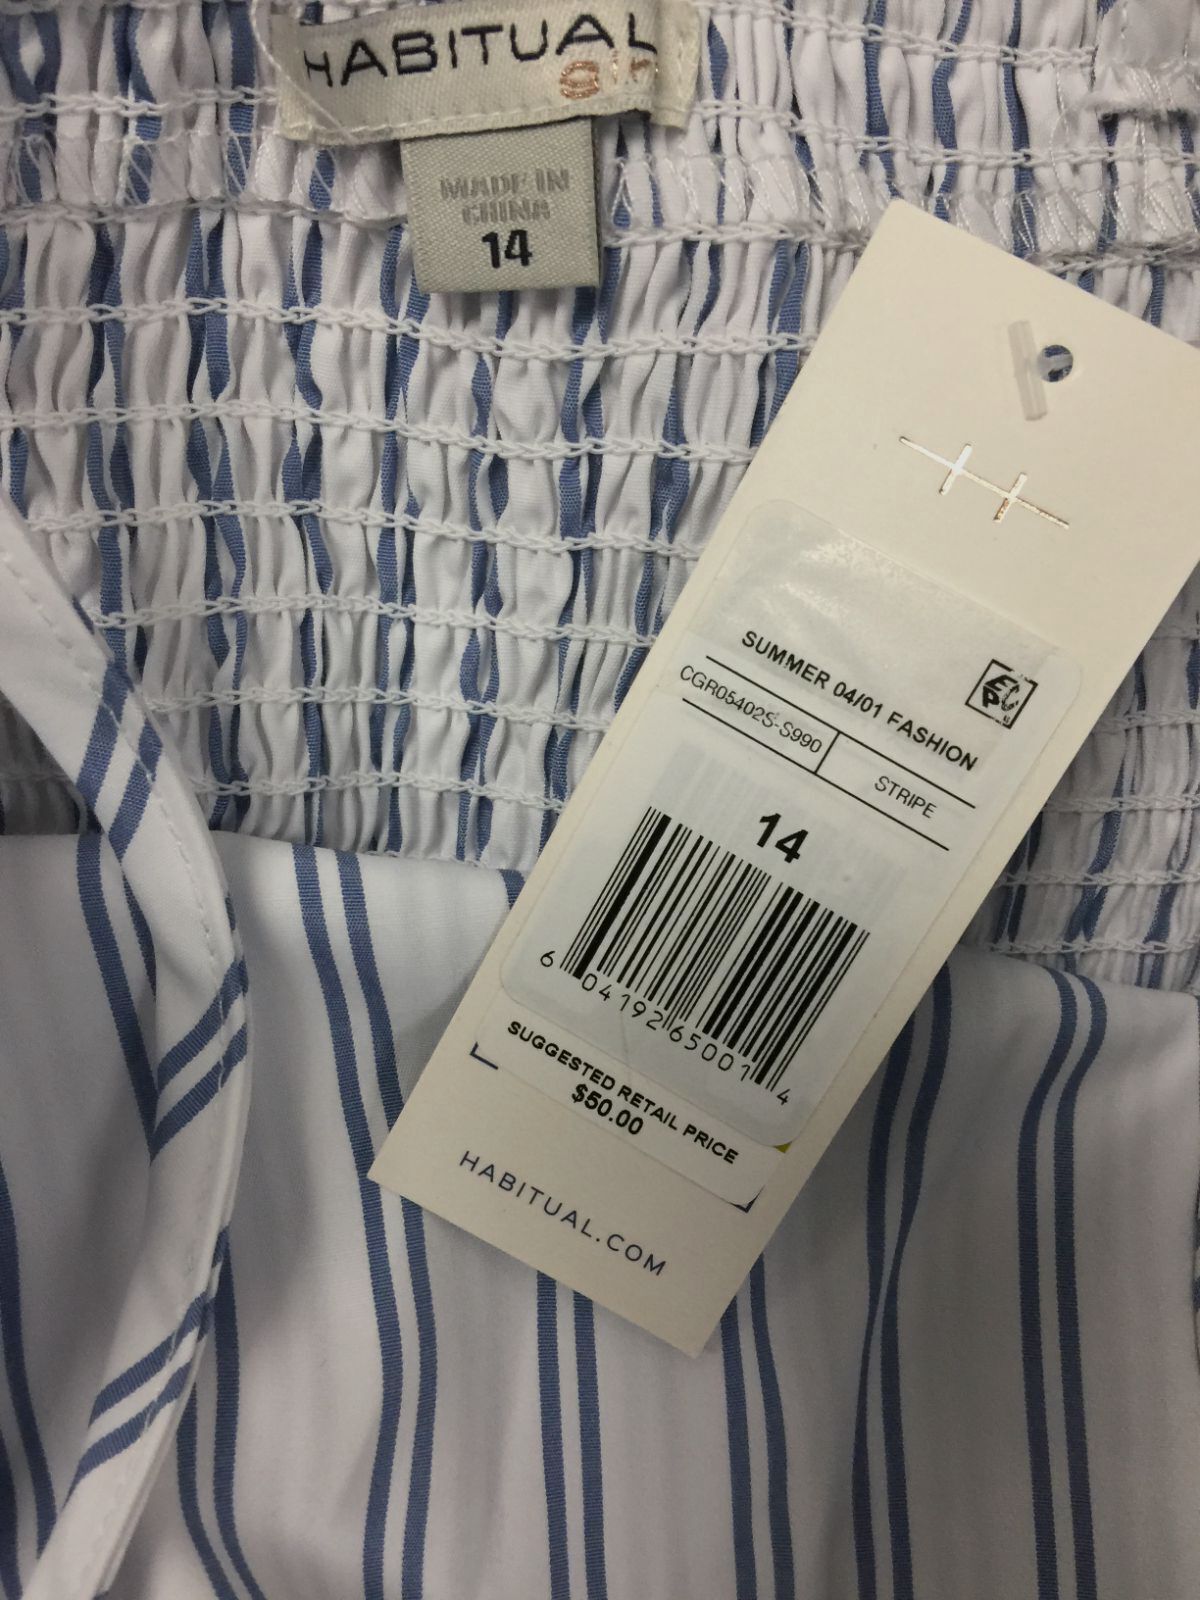 HABITUAL
MADE IN
CHINA
14
SUMMER 04/01 FASHION
EPC
CGR05402S-S990
STRIPE
14
6 04192 65001 4
SUGGESTED RETAIL PRICE
$50.00
HABITUAL.COM